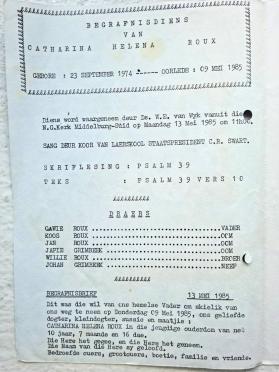 BEGRAFNISDIENS
VAN
CATHARINA HELENA ROUX
GEBORE : 23 SEPTEMBER 1974 OORLEDE : 09 MEI 1985
Diens word waargeneem deur Ds. W.E. van Wyk vanuit die
N.G.Kerk Middelburg-Suid op Maandag 13 Mei 1985 om 11h00.
SANG DEUR KOOR VAN LAERSKOOL STAATSPRESIDENT C.R. SWART.
SKRIFLESING : PSALM 39
TEKS : PSALM 39 VERS 10
DRAERS
GAWIE ROUX VADER
KOOS ROUX OOM
JAN ROUX OOM
JAPIE GRIMBEEK OOM
WILLIE ROUX BROER
JOHAN GRIMBEEK NEEF
BEGRAFNISBRIEF 13 MEI 1985
Dit was die wil van ons hemelse Vader om skielik van
ons weg te neem op Donderdag 09 Mei 1985, ons geliefde
dogter, kleindogter, sussie en maatjie :
CATHARINA HELENA ROUX in die jeugdige ouderdom van net
10 jaar, 7 maande en 16 dae.
Die Here het gegee, en die Here het geneem.
Die Naam van die Here sy geloofd.
Bedroefde ouers, grootouers, boetie, familie en vriende.